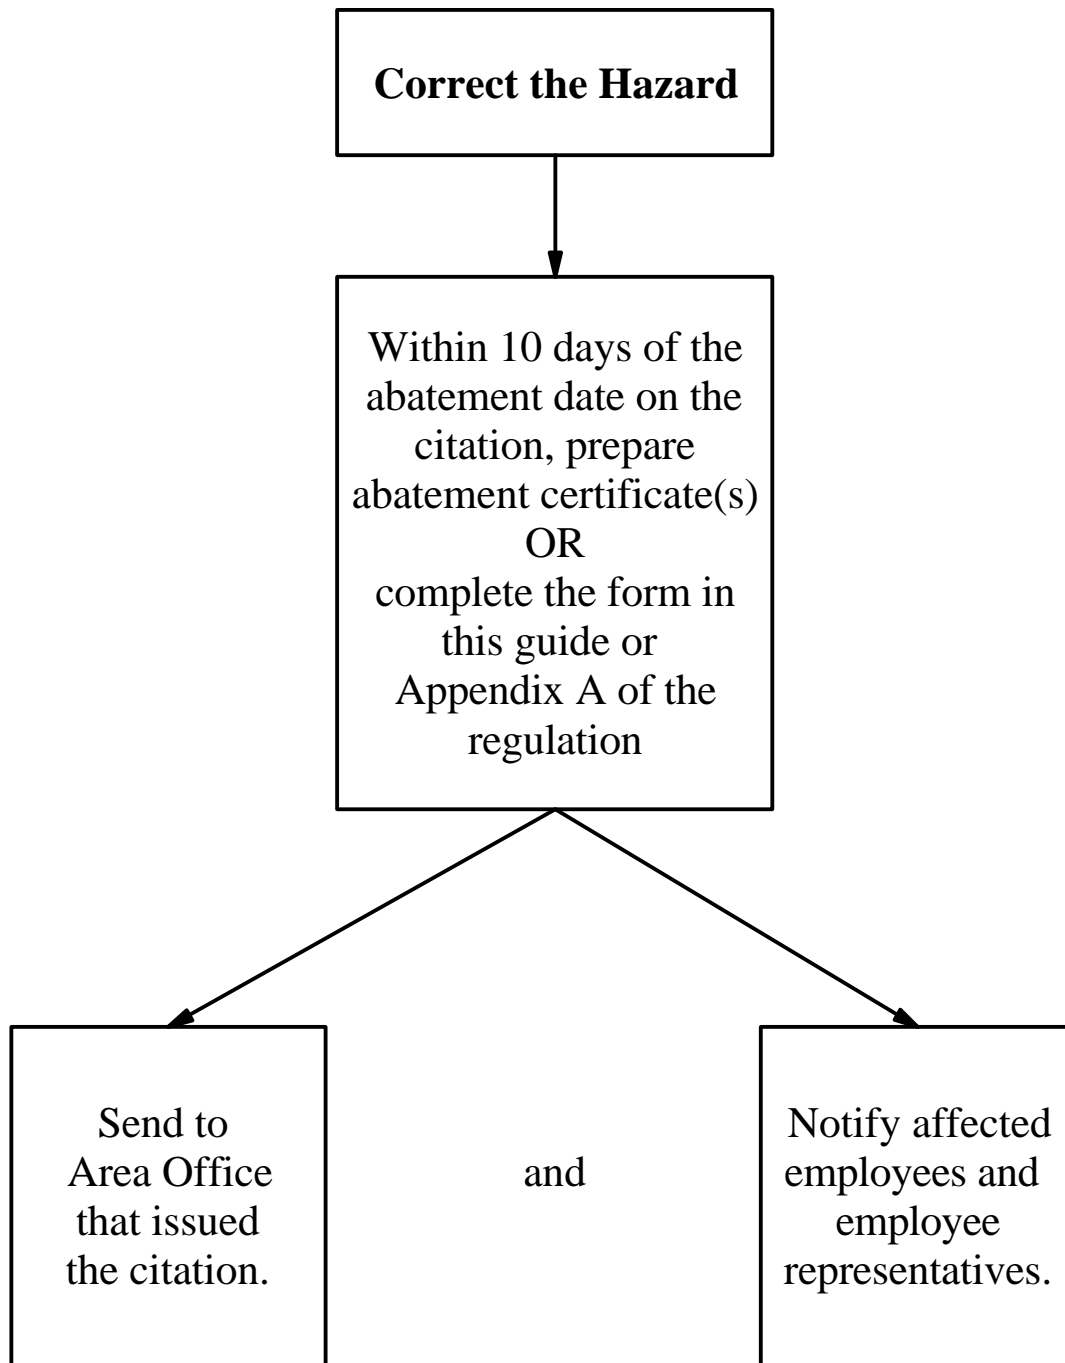 Correct the Hazard
Within 10 days of the
abatement date on the
citation, prepare
abatement certificate(s)
OR
complete the form in
this guide or
Appendix A of the
regulation
Send to
Area Office
that issued
the citation.
and
Notify affected
employees and
employee
representatives.